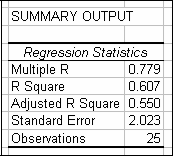 SUMMARY OUTPUT
Regression Statistics
Multiple R 0.779
R Square 0.607
Adjusted R Square 0.550
Standard Error 2.023
Observations 25